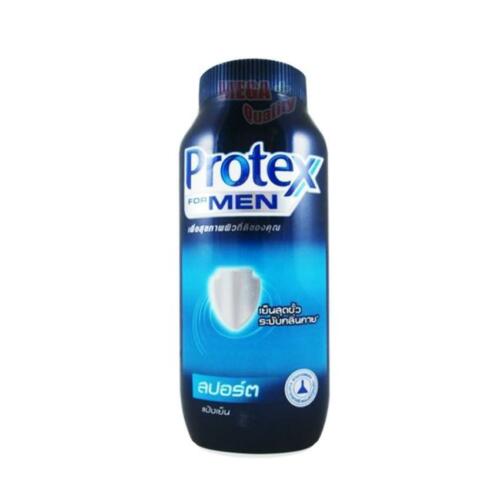 MEGA
Quality
Protex
FOR MEN
เพื่อสุขภาพผิวที่ดีของคุณ
เย็นสุดขั้ว
ระงับกลิ่นกาย
สปอร์ต
แป้งเย็น